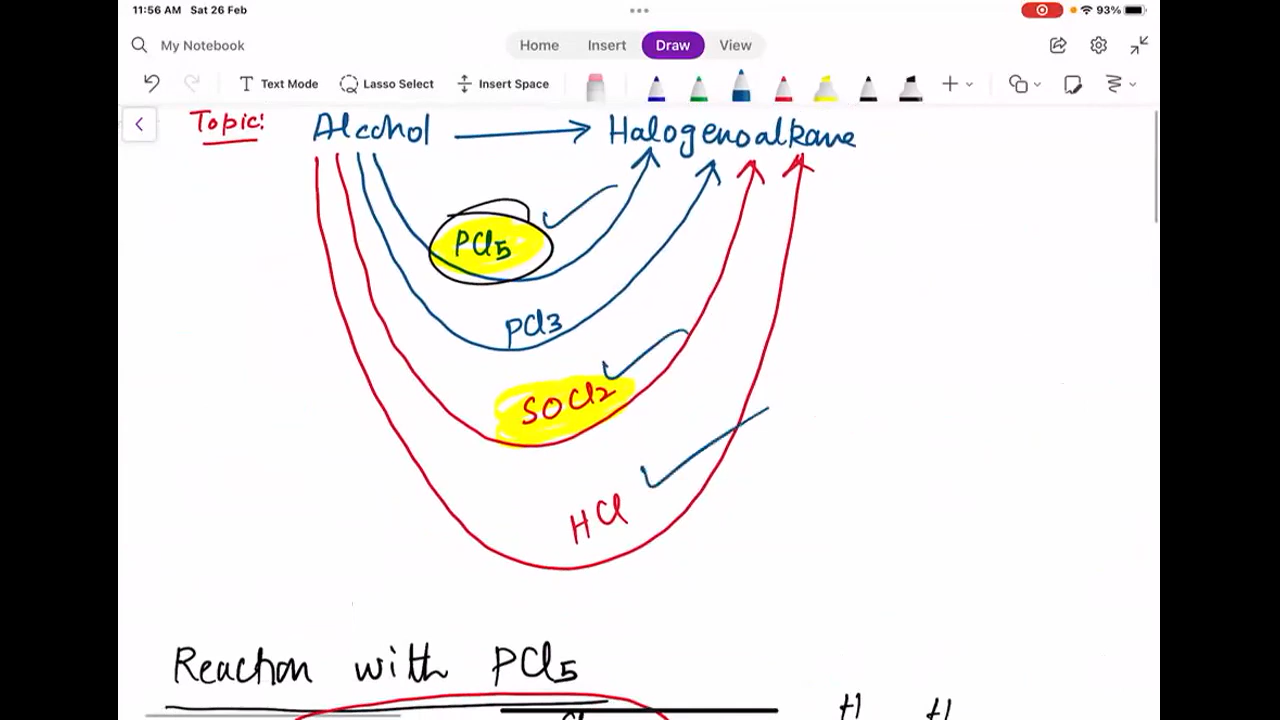 11:56 AM Sat 26 Feb
93%
My Notebook
Home Insert Draw View
Text Mode Lasso Select Insert Space
Topic: Alcohol → Halogenoalkane
PCl5
PCl3
SOCl2
HCl
Reaction with PCl5
H H